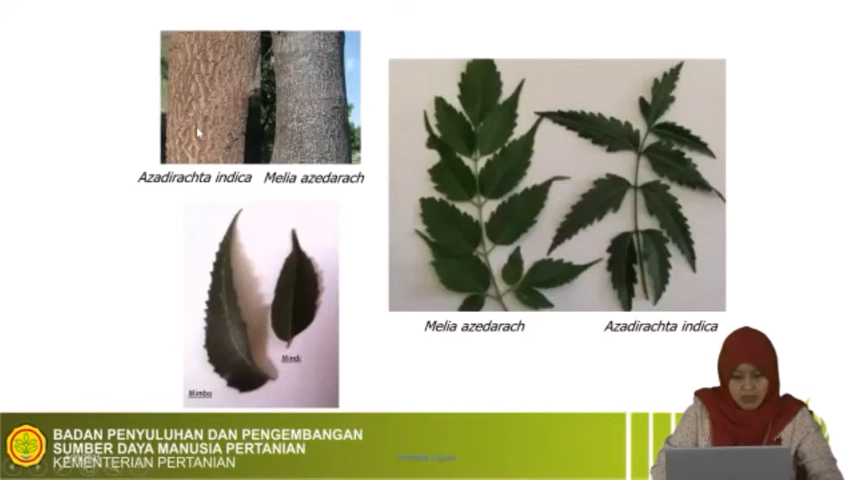 Azadirachta indica Melia azedarach
Mindi
Mimbo
Melia azedarach Azadirachta indica
BADAN PENYULUHAN DAN PENGEMBANGAN
SUMBER DAYA MANUSIA PERTANIAN
KEMENTERIAN PERTANIAN